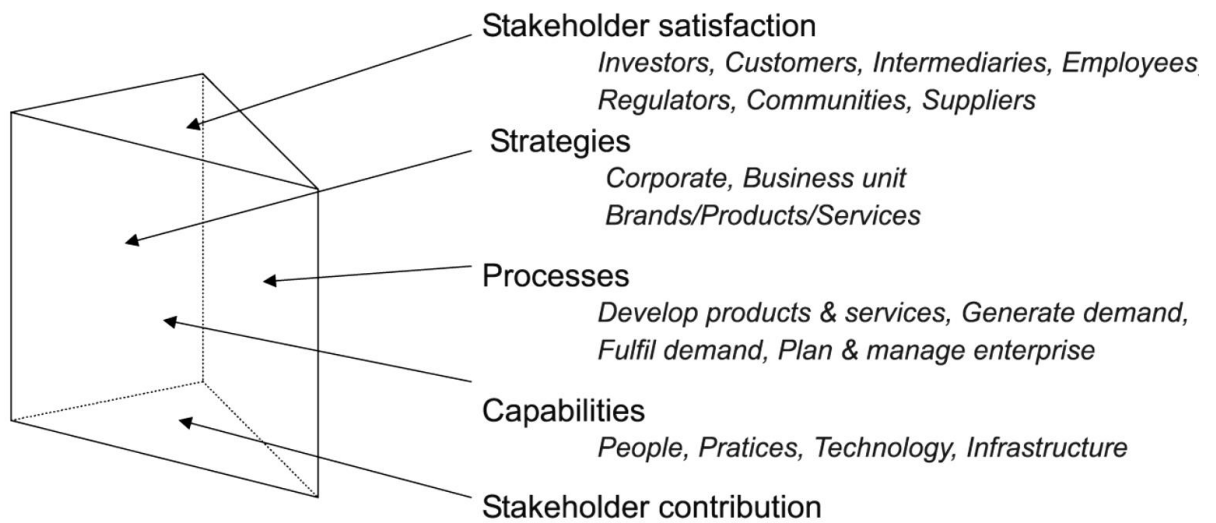 Stakeholder satisfaction
Investors, Customers, Intermediaries, Employees,
Regulators, Communities, Suppliers
Strategies
Corporate, Business unit
Brands/Products/Services
Processes
Develop products & services, Generate demand,
Fulfil demand, Plan & manage enterprise
Capabilities
People, Pratices, Technology, Infrastructure
Stakeholder contribution